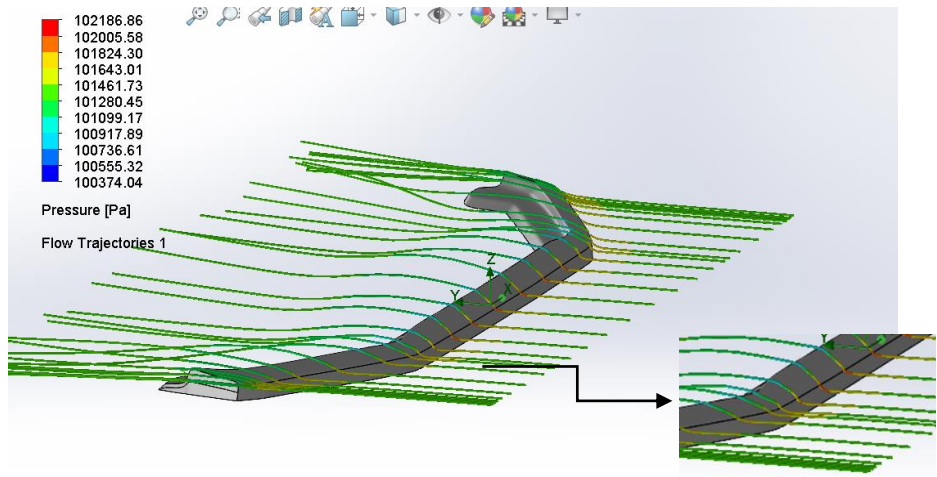 102186.86
102005.58
101824.30
101643.01
101461.73
101280.45
101099.17
100917.89
100736.61
100555.32
100374.04
Pressure [Pa]
Flow Trajectories 1
Z
Y
X
Y